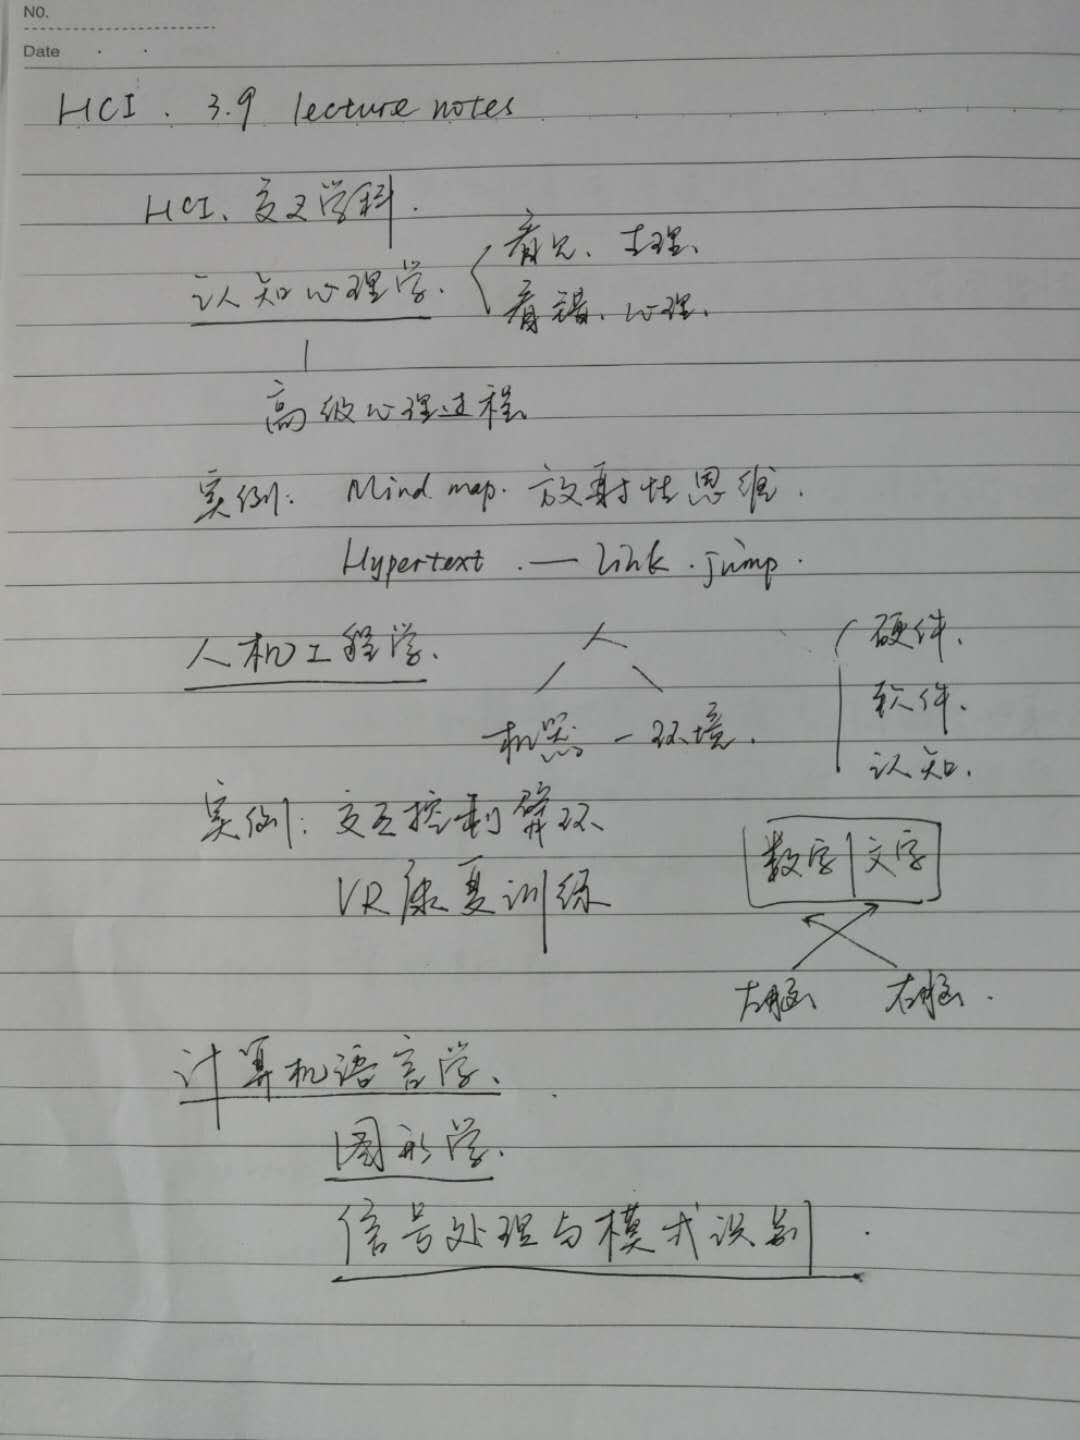 NO.
Date
HCI . 3.9 lecture notes
HCI、交叉学科.
看见、生理、
认知心理学.
看错、心理.
高级心理过程.
实例: Mind map. 放射性思维.
Hypertext . — link . jump.
人机工程学.
人
硬件.
机器 — 环境.
软件.
认知.
实例: 交互控制臂环
数字|文字
VR康复训练
左脑 右脑.
计算机语言学、
图形学.
信号处理与模式识别.